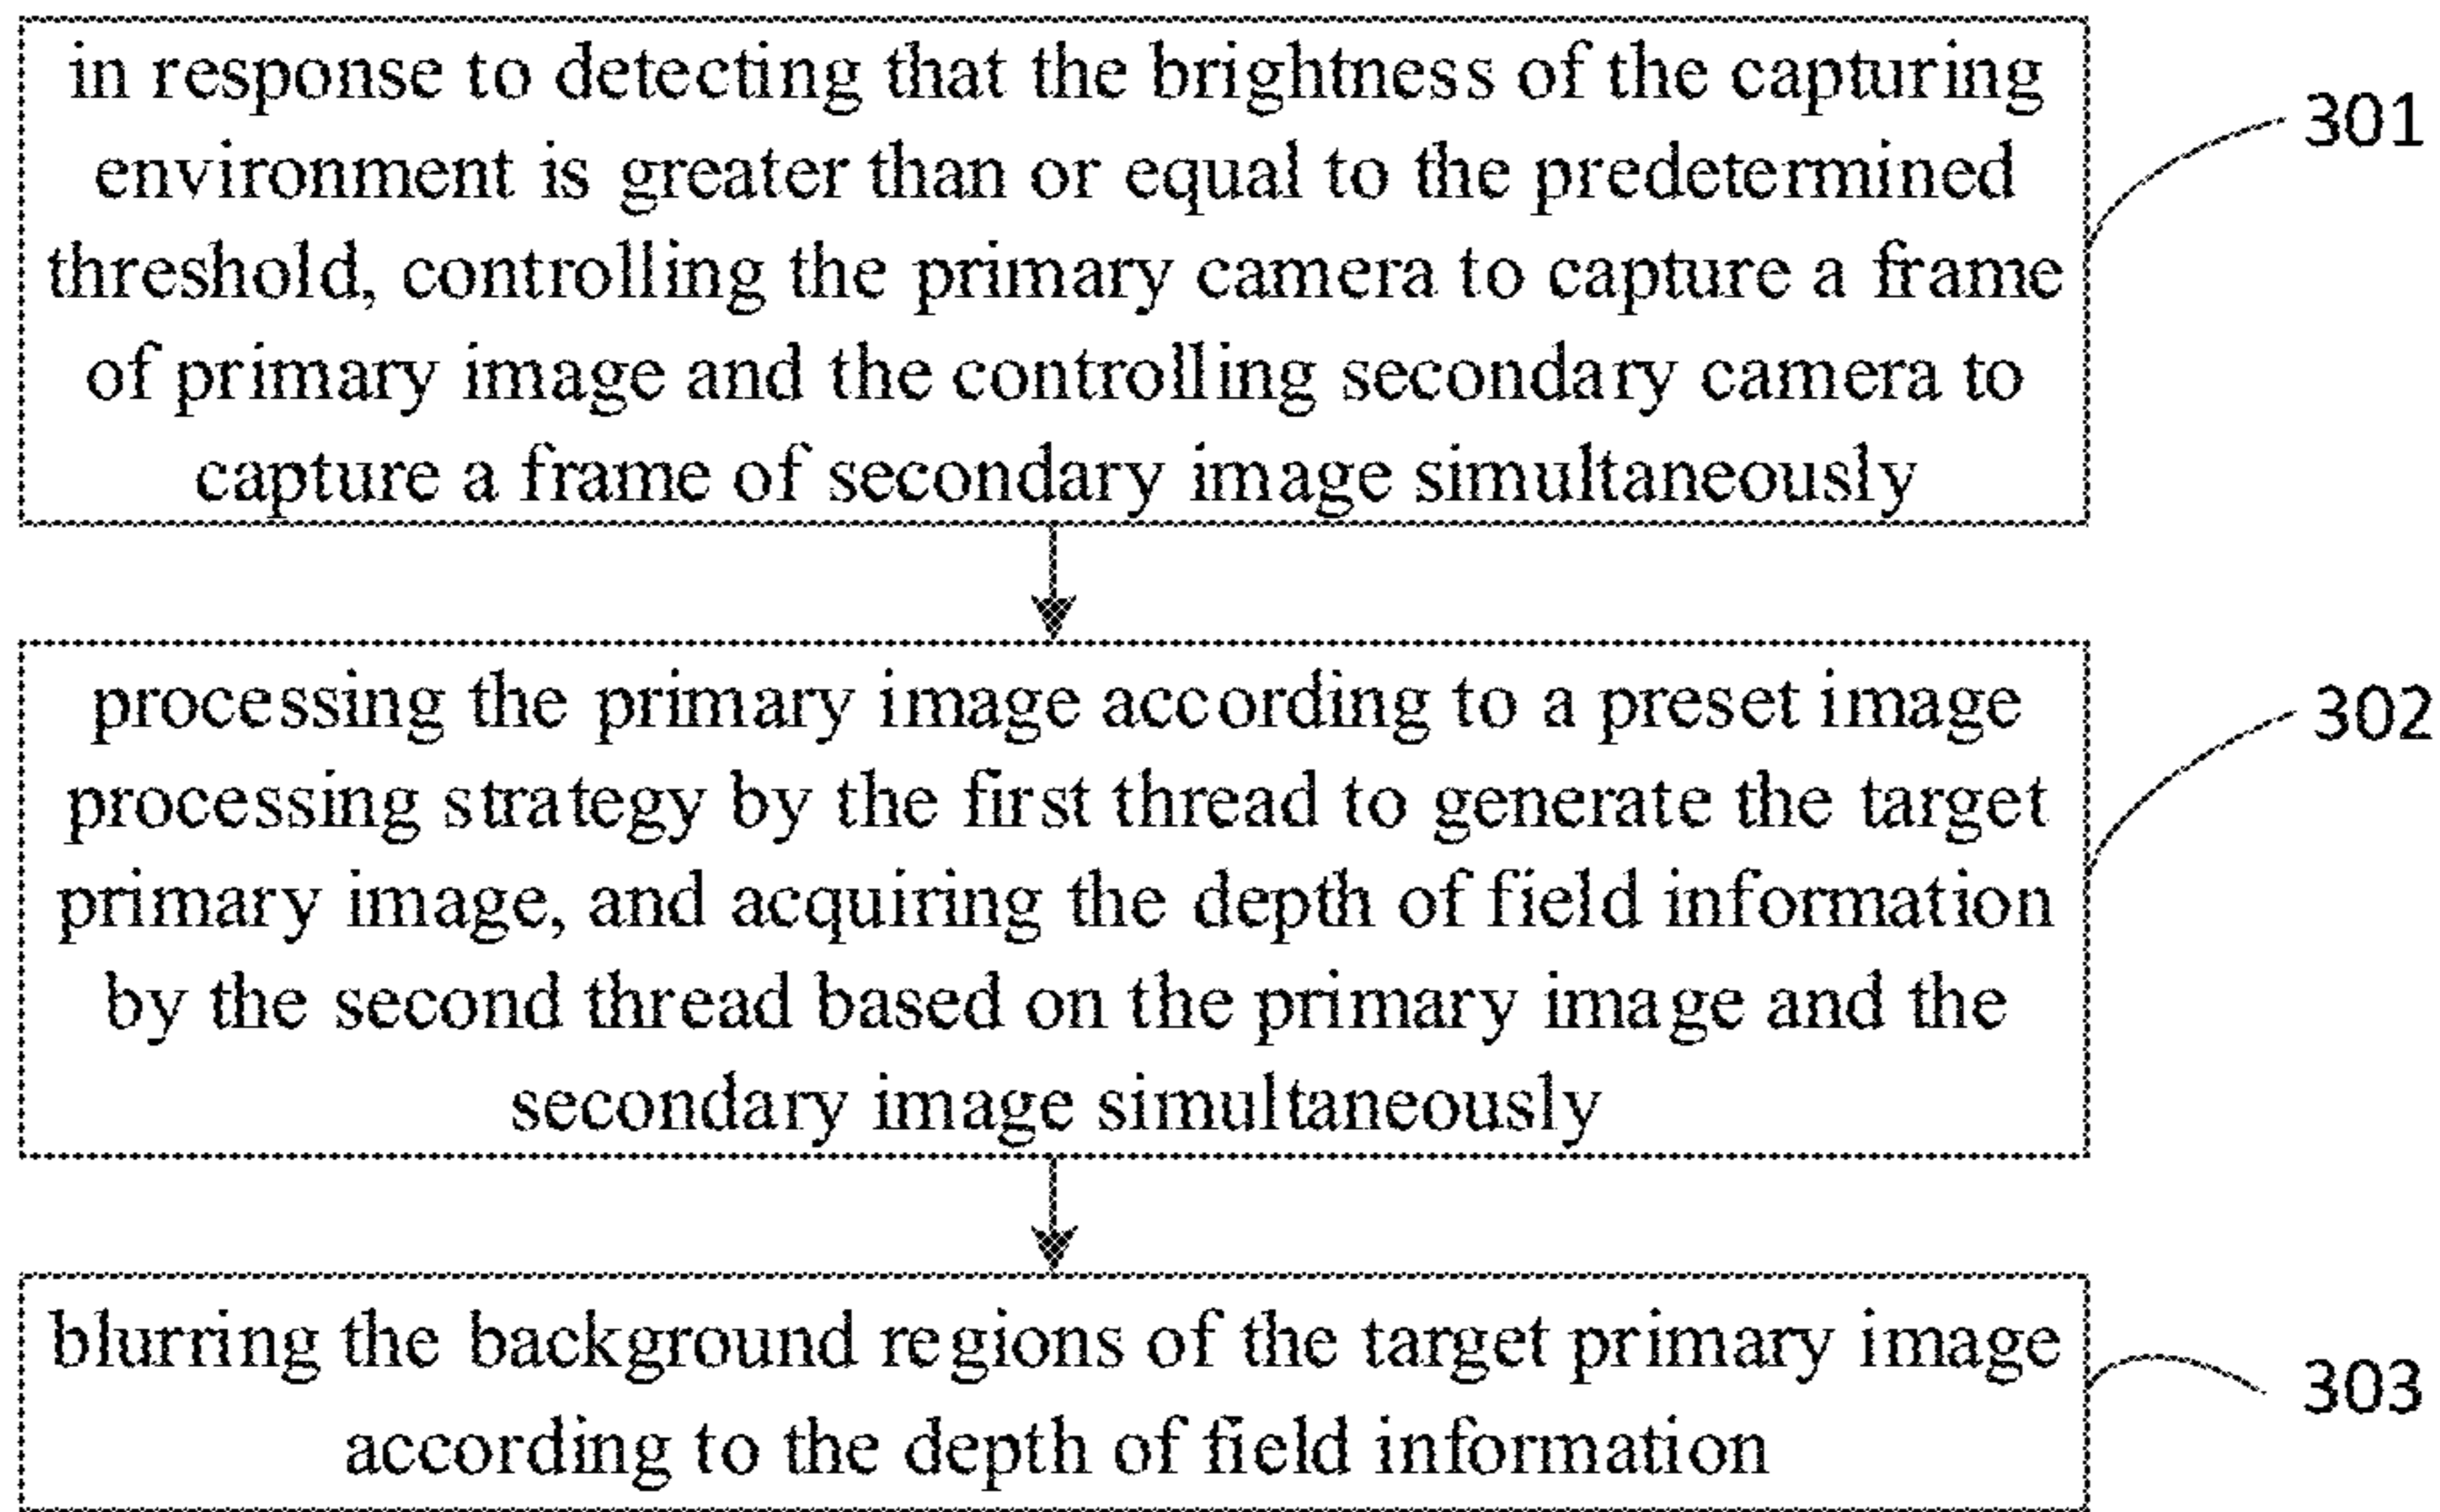 in response to detecting that the brightness of the capturing
environment is greater than or equal to the predetermined
threshold, controlling the primary camera to capture a frame
of primary image and the controlling secondary camera to
capture a frame of secondary image simultaneously
301
processing the primary image according to a preset image
processing strategy by the first thread to generate the target
primary image, and acquiring the depth of field information
by the second thread based on the primary image and the
secondary image simultaneously
302
blurring the background regions of the target primary image
according to the depth of field information
303